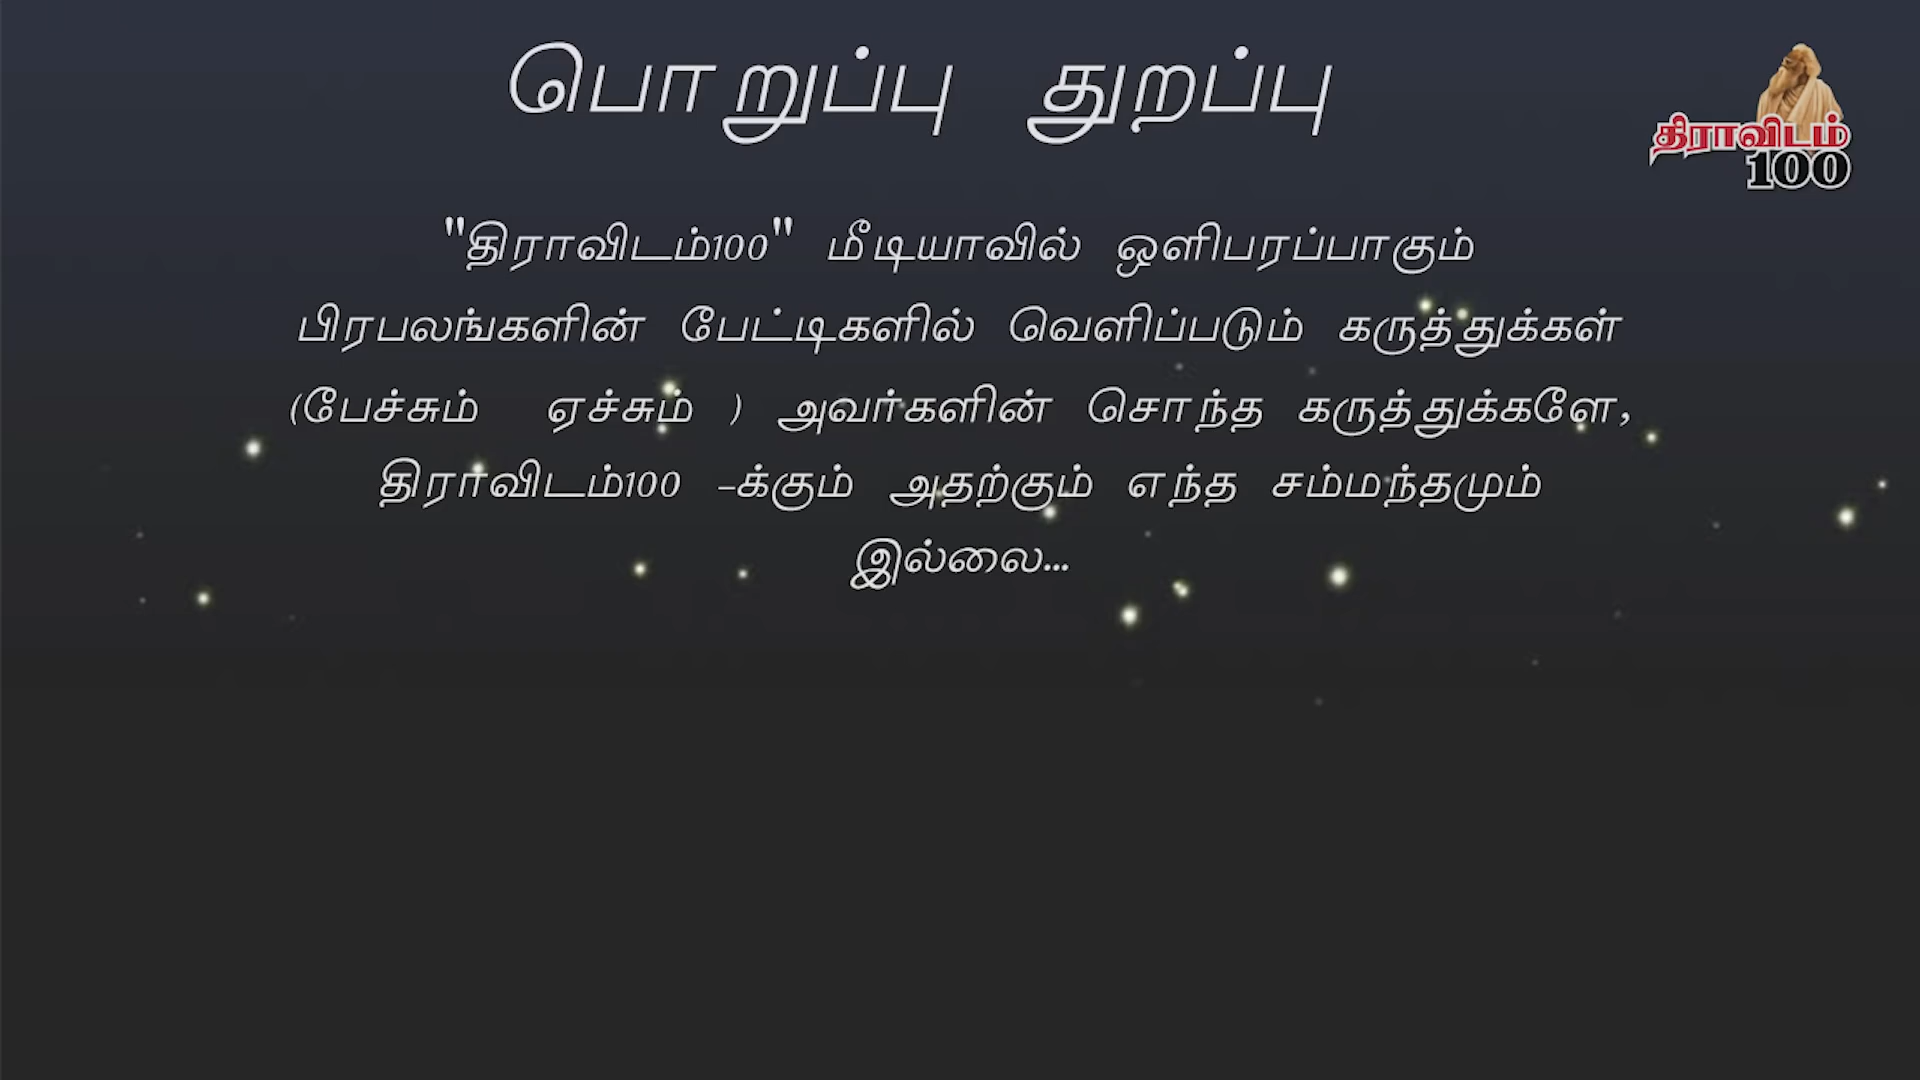 பொறுப்பு துறப்பு
திராவிடம்
100
"திராவிடம்100" மீடியாவில் ஒளிபரப்பாகும்
பிரபலங்களின் பேட்டிகளில் வெளிப்படும் கருத்துக்கள்
(பேச்சும் ஏச்சும் ) அவர்களின் சொந்த கருத்துக்களே,
திரா்விடம்100 -க்கும் அதற்கும் எந்த சம்மந்தமும்
இல்லை...